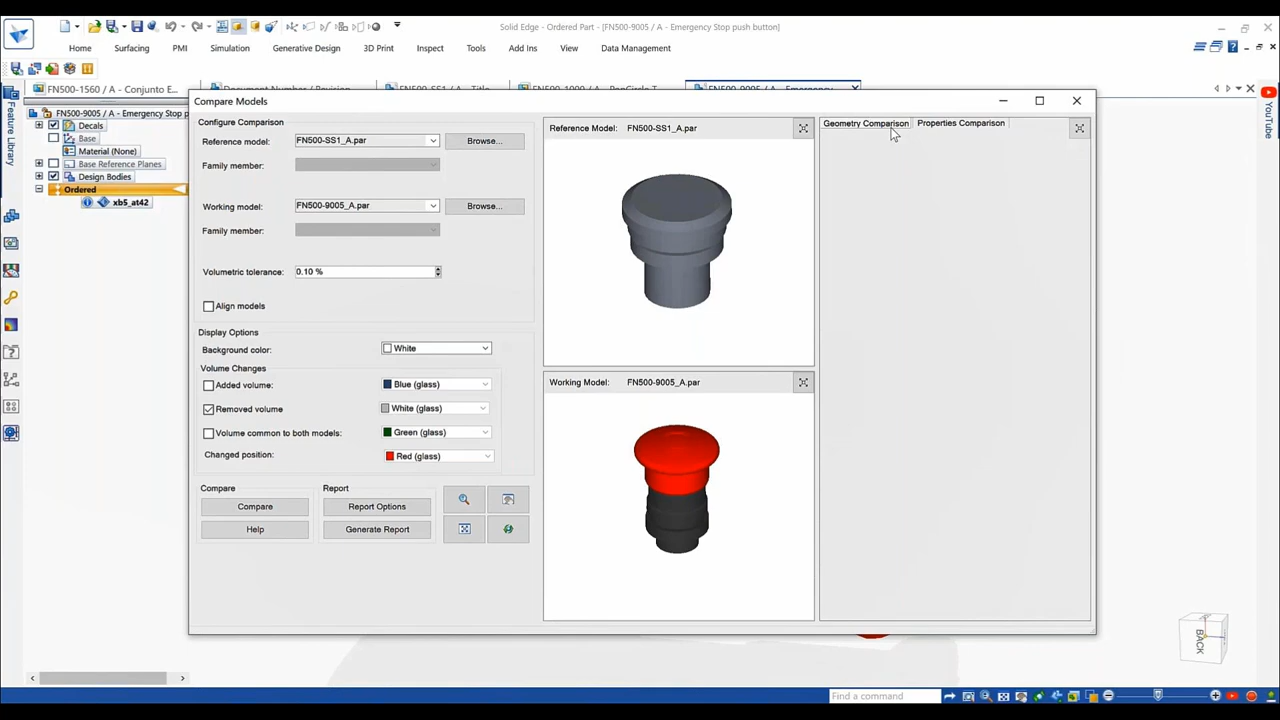 Solid Edge - Ordered Part - [FN500-9005 / A - Emergency Stop push button]
Home Surfacing PMI Simulation Generative Design 3D Print Inspect Tools Add Ins View Data Management
FN500-1560 / A - Conjunto E...
Feature Library
FN500-9005 / A - Emergency Stop p
Decals
Base
Material (None)
Base Reference Planes
Design Bodies
Ordered
xb5_at42
YouTube
Compare Models
Configure Comparison
Reference model: FN500-SS1_A.par Browse...
Family member:
Working model: FN500-9005_A.par Browse...
Family member:
Volumetric tolerance: 0.10 %
Align models
Display Options
Background color: White
Volume Changes
Added volume: Blue (glass)
Removed volume White (glass)
Volume common to both models: Green (glass)
Changed position: Red (glass)
Compare
Compare
Help
Report
Report Options
Generate Report
Reference Model: FN500-SS1_A.par
Working Model: FN500-9005_A.par
Geometry Comparison Properties Comparison
BACK
Find a command